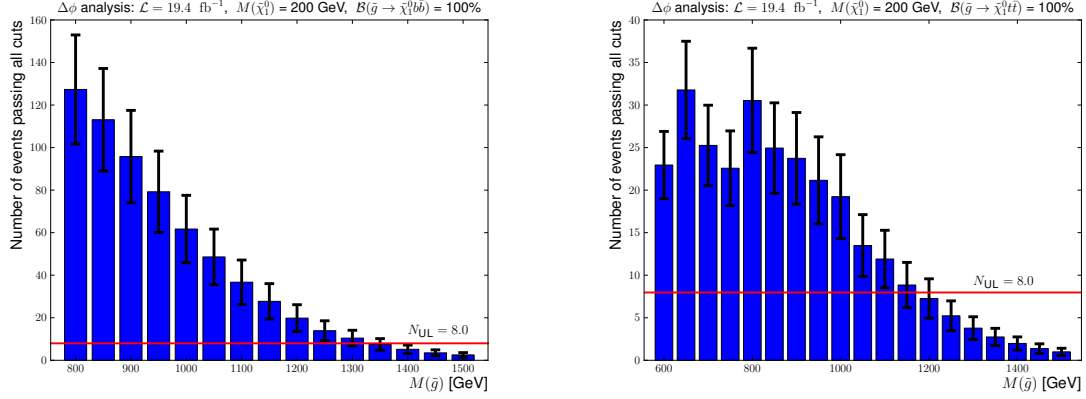 Δϕ analysis: ℒ = 19.4 fb⁻¹, M(χ̃₁⁰) = 200 GeV, ℬ(g̃ → χ̃₁⁰bb̄) = 100%
Number of events passing all cuts
160
140
120
100
80
60
40
20
0
N_UL = 8.0
800 900 1000 1100 1200 1300 1400 1500
M(g̃) [GeV]
Δϕ analysis: ℒ = 19.4 fb⁻¹, M(χ̃₁⁰) = 200 GeV, ℬ(g̃ → χ̃₁⁰tt̄) = 100%
Number of events passing all cuts
40
35
30
25
20
15
10
5
0
N_UL = 8.0
600 800 1000 1200 1400
M(g̃) [GeV]